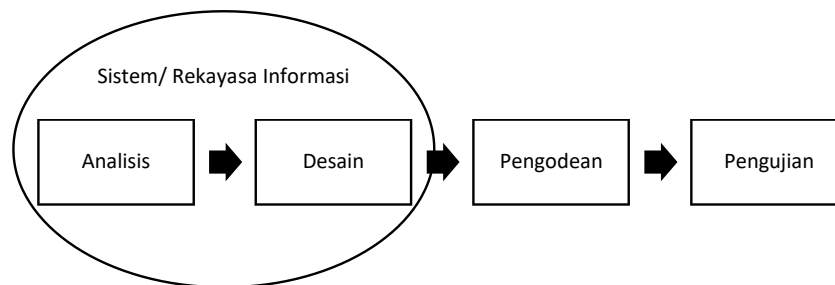 Sistem/ Rekayasa Informasi
Analisis
Desain
Pengodean
Pengujian